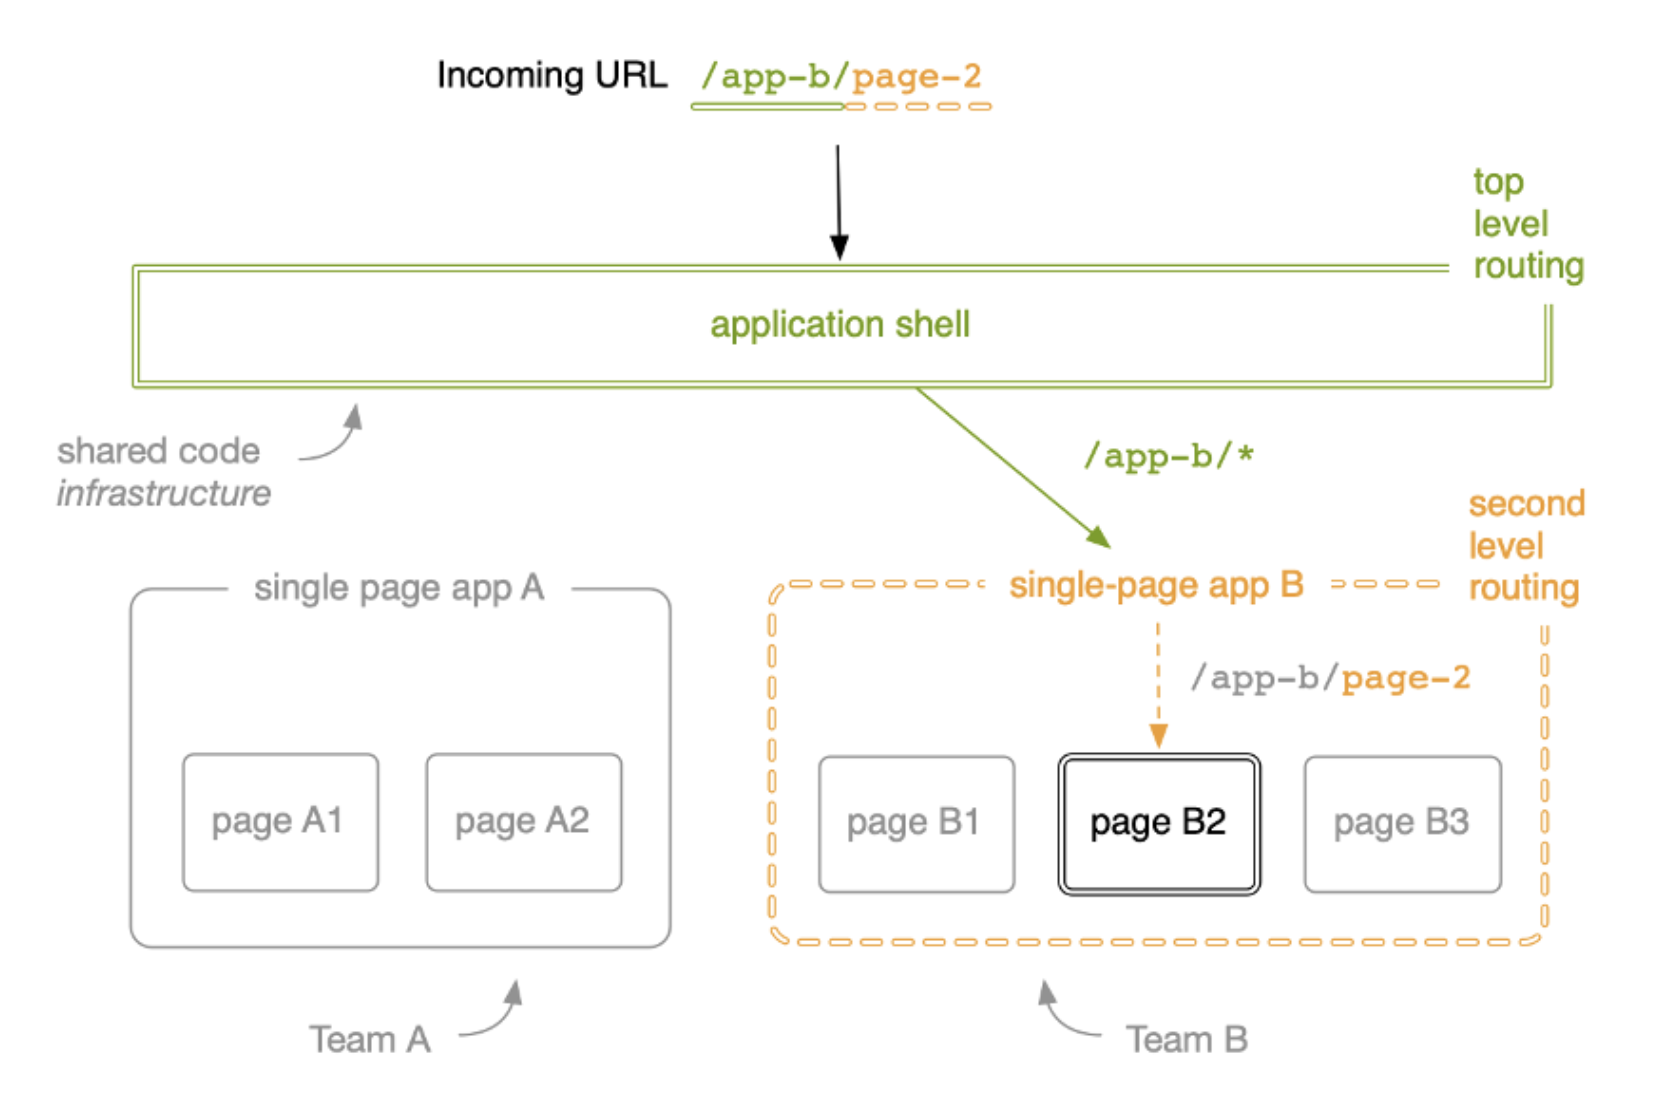 Incoming URL /app-b/page-2
top
level
routing
application shell
shared code
infrastructure
/app-b/*
second
level
routing
single page app A
single-page app B
/app-b/page-2
page A1
page A2
page B1
page B2
page B3
Team A
Team B